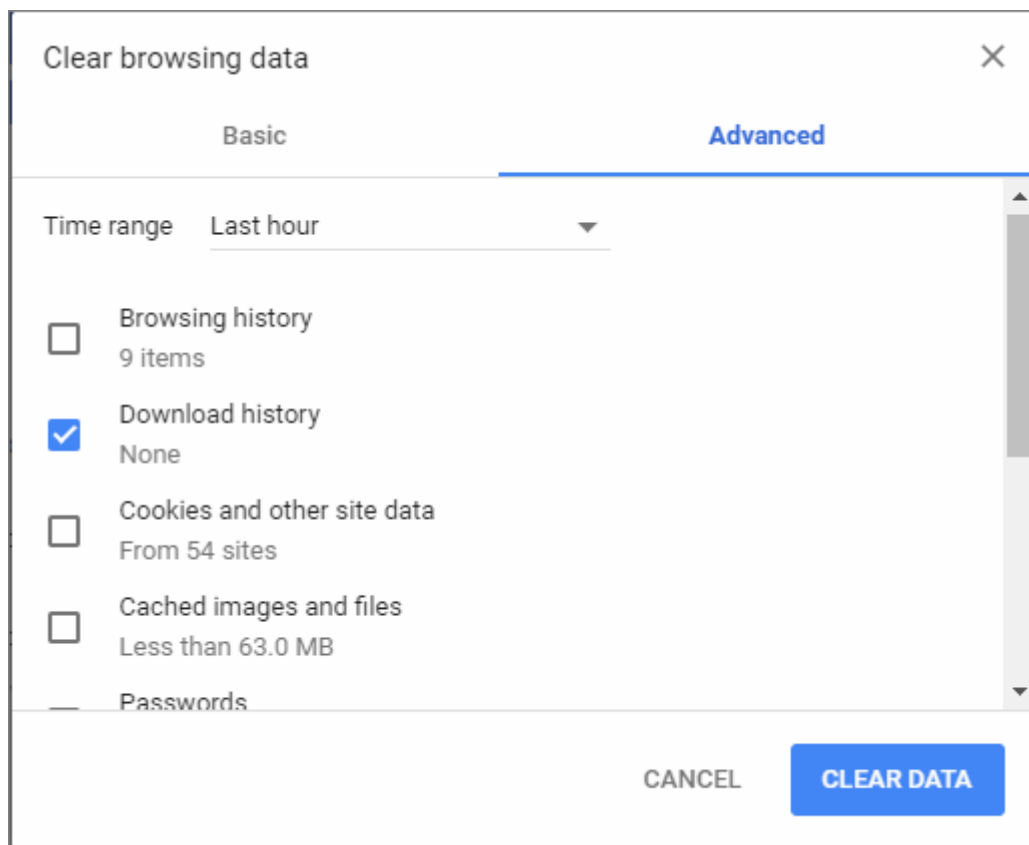 Clear browsing data
Basic
Advanced
Time range
Last hour
Browsing history
9 items
Download history
None
Cookies and other site data
From 54 sites
Cached images and files
Less than 63.0 MB
Passwords
CANCEL
CLEAR DATA